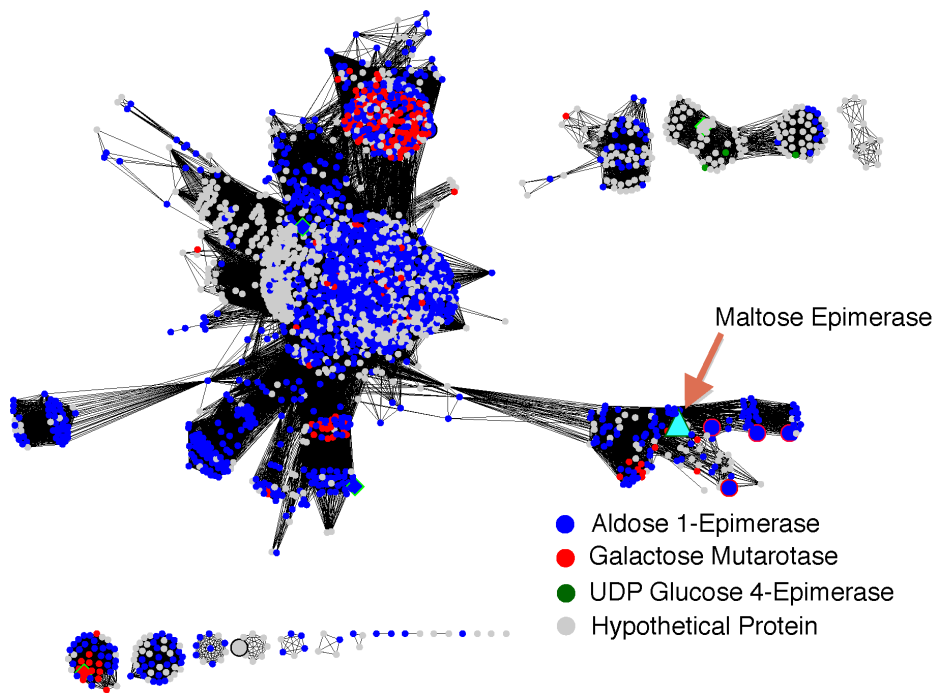 Maltose Epimerase
Aldose 1-Epimerase
Galactose Mutarotase
UDP Glucose 4-Epimerase
Hypothetical Protein